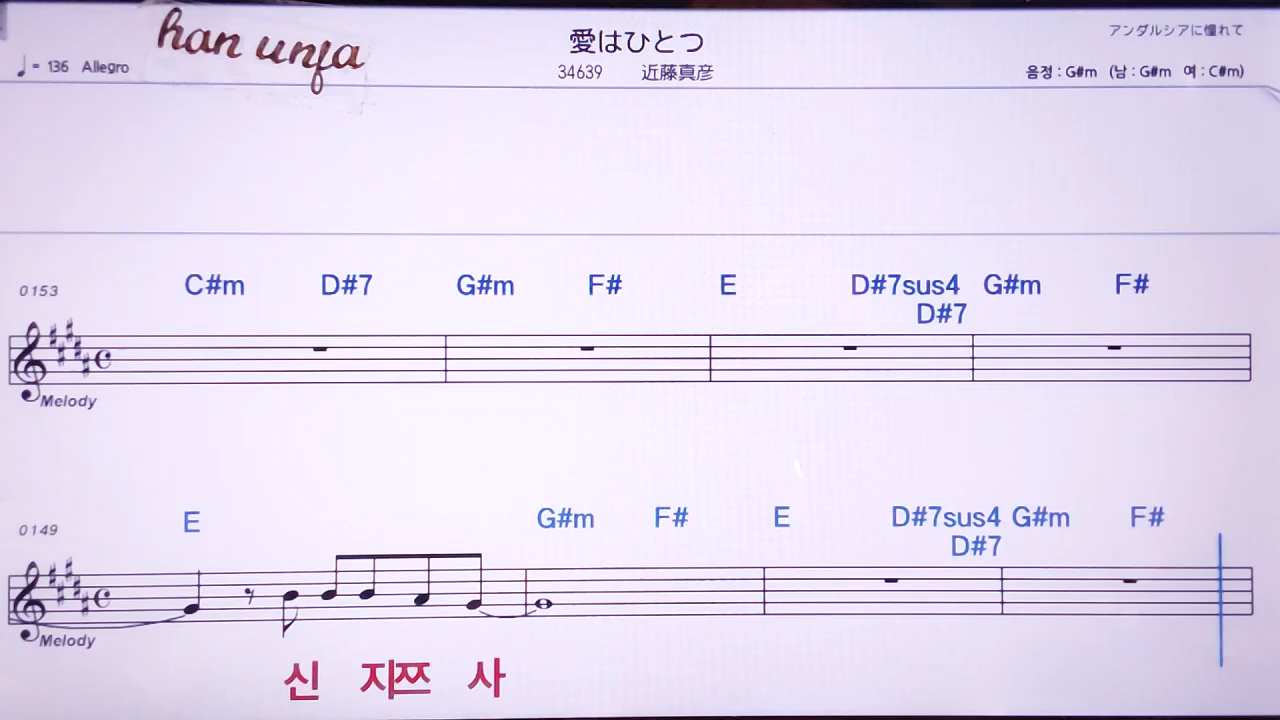 han unfa
愛はひとつ
アンダルシアに憧れて
♩= 136 Allegro
34639 近藤真彦
음정 : G#m (남 : G#m 여 : C#m)
0153 C#m D#7 G#m F# E D#7sus4 G#m F#
D#7
Melody
0149 E G#m F# E D#7sus4 G#m F#
D#7
Melody
신 지쯔 사